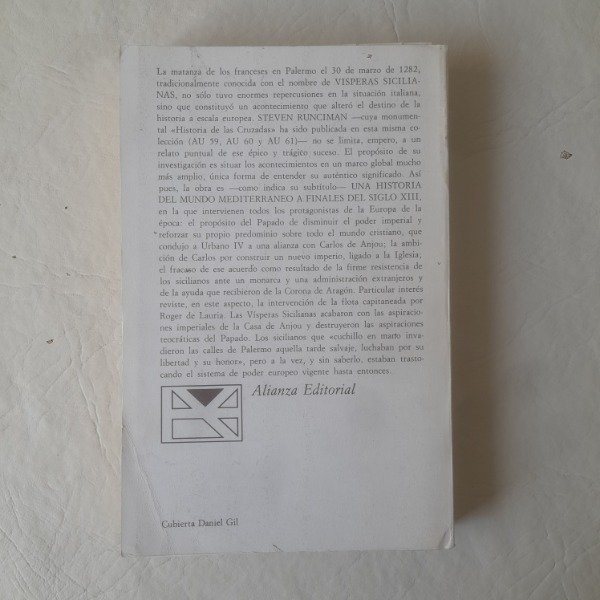 La matanza de los franceses en Palermo el 30 de marzo de 1282,
tradicionalmente conocida con el nombre de VISPERAS SICILIA-
NAS, no sólo tuvo enormes repercusiones en la situación italiana,
sino que constituyó un acontecimiento que alteró el destino de la
historia a escala europea. STEVEN RUNCIMAN —cuya monumen-
tal «Historia de las Cruzadas» ha sido publicada en esta misma co-
lección (AU 59, AU 60 y AU 61)— no se limita, empero, a un
relato puntual de ese épico y trágico suceso. El propósito de su
investigación es situar los acontecimientos en un marco global mucho
más amplio, única forma de entender su auténtico significado. Así
pues, la obra es —como indica su subtítulo— UNA HISTORIA
DEL MUNDO MEDITERRANEO A FINALES DEL SIGLO XIII,
en la que intervienen todos los protagonistas de la Europa de la
época: el propósito del Papado de disminuir el poder imperial y
reforzar su propio predominio sobre todo el mundo cristiano, que
condujo a Urbano IV a una alianza con Carlos de Anjou; la ambi-
ción de Carlos por construir un nuevo imperio, ligado a la Iglesia;
el fracaso de ese acuerdo como resultado de la firme resistencia de
los sicilianos ante un monarca y una administración extranjeros y
de la ayuda que recibieron de la Corona de Aragón. Particular interés
reviste, en este aspecto, la intervención de la flota capitaneada por
Roger de Lauria. Las Vísperas Sicilianas acabaron con las aspiracio-
nes imperiales de la Casa de Anjou y destruyeron las aspiraciones
teocráticas del Papado. Los sicilianos que «cuchillo en mano inva-
dieron las calles de Palermo aquella tarde salvaje, luchaban por su
libertad y su honor», pero a la vez, y sin saberlo, estaban trasto-
cando el sistema de poder europeo vigente hasta entonces.
Alianza Editorial
Cubierta Daniel Gil